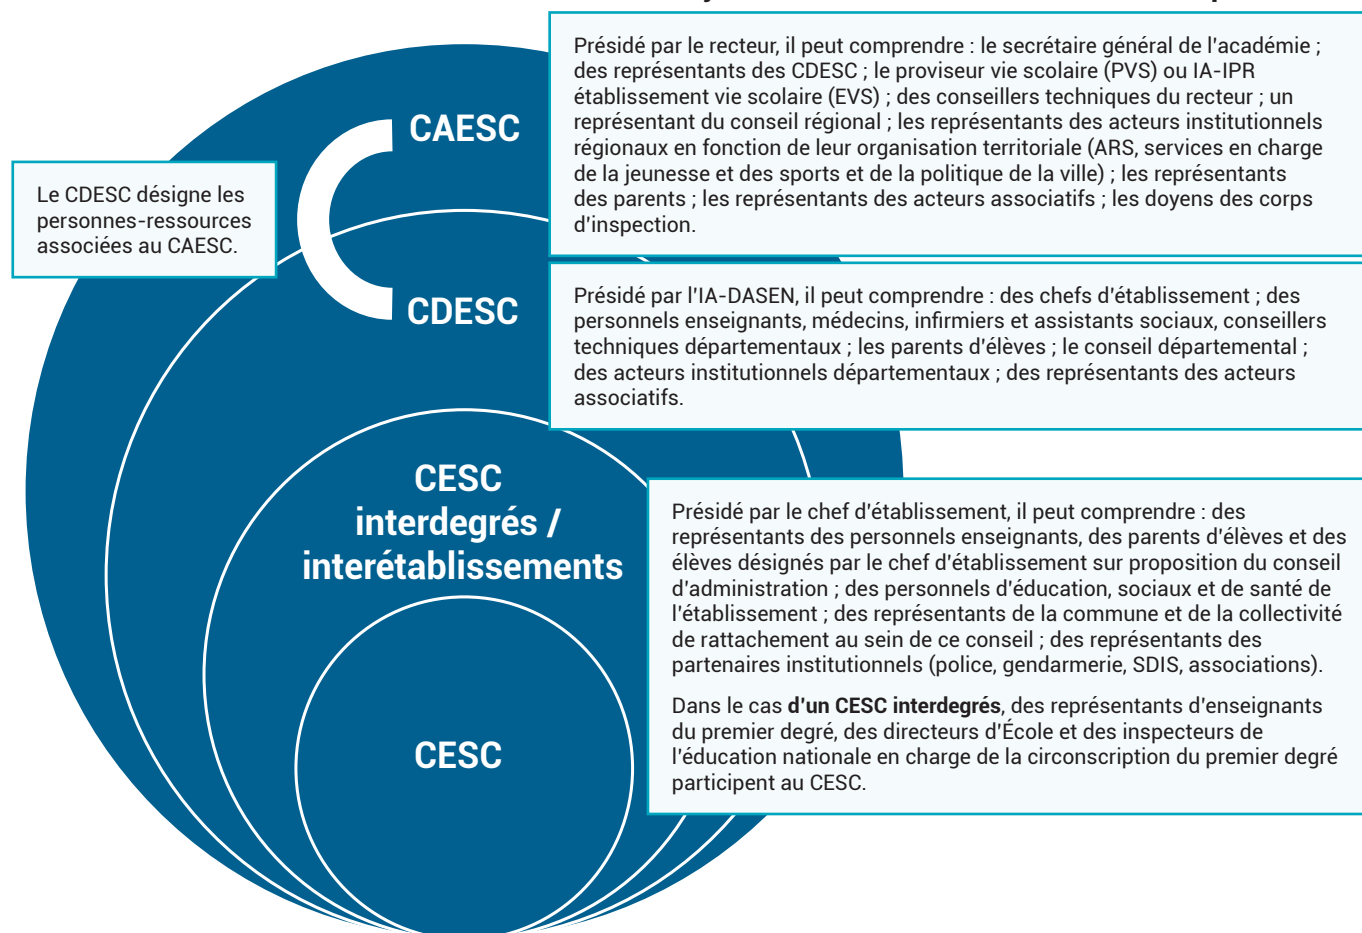 Présidé par le recteur, il peut comprendre : le secrétaire général de l'académie ;
des représentants des CDESC ; le proviseur vie scolaire (PVS) ou IA-IPR
établissement vie scolaire (EVS) ; des conseillers techniques du recteur ; un
représentant du conseil régional ; les représentants des acteurs institutionnels
régionaux en fonction de leur organisation territoriale (ARS, services en charge
de la jeunesse et des sports et de la politique de la ville) ; les représentants
des parents ; les représentants des acteurs associatifs ; les doyens des corps
d'inspection.
CAESC
Le CDESC désigne les
personnes-ressources
associées au CAESC.
CDESC
Présidé par l'IA-DASEN, il peut comprendre : des chefs d'établissement ; des
personnels enseignants, médecins, infirmiers et assistants sociaux, conseillers
techniques départementaux ; les parents d'élèves ; le conseil départemental ;
des acteurs institutionnels départementaux ; des représentants des acteurs
associatifs.
CESC
interdegrés /
interétablissements
Présidé par le chef d'établissement, il peut comprendre : des
représentants des personnels enseignants, des parents d'élèves et des
élèves désignés par le chef d'établissement sur proposition du conseil
d'administration ; des personnels d'éducation, sociaux et de santé de
l'établissement ; des représentants de la commune et de la collectivité
de rattachement au sein de ce conseil ; des représentants des
partenaires institutionnels (police, gendarmerie, SDIS, associations).
Dans le cas d'un CESC interdegrés, des représentants d'enseignants
du premier degré, des directeurs d'École et des inspecteurs de
l'éducation nationale en charge de la circonscription du premier degré
participent au CESC.
CESC